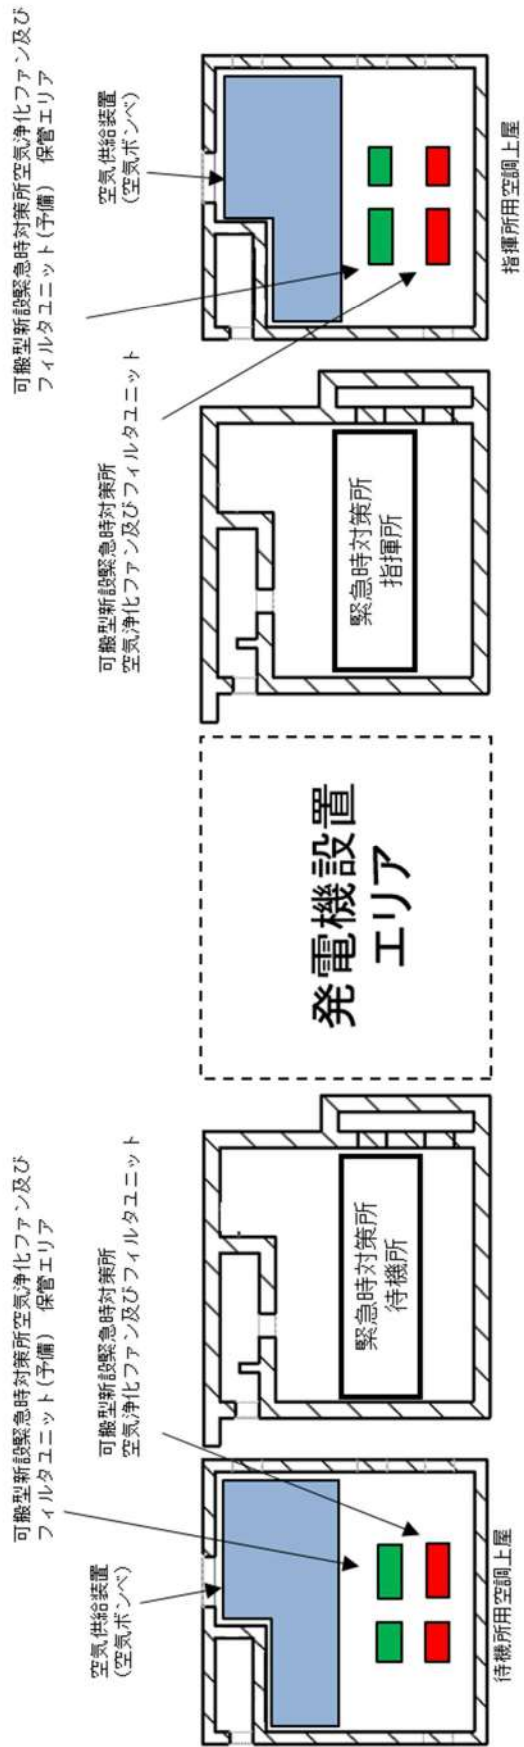 可搬型新設緊急時対策所空気浄化ファン及び
フィルタユニット(予備) 保管エリア
空気供給装置
(空気ボンベ)
可搬型新設緊急時対策所
空気浄化ファン及びフィルタユニット
緊急時対策所
待機所
待機所用空調上屋
発電機設置
エリア
可搬型新設緊急時対策所空気浄化ファン及び
フィルタユニット(予備) 保管エリア
可搬型新設緊急時対策所
空気浄化ファン及びフィルタユニット
空気供給装置
(空気ボンベ)
緊急時対策所
指揮所
指揮所用空調上屋